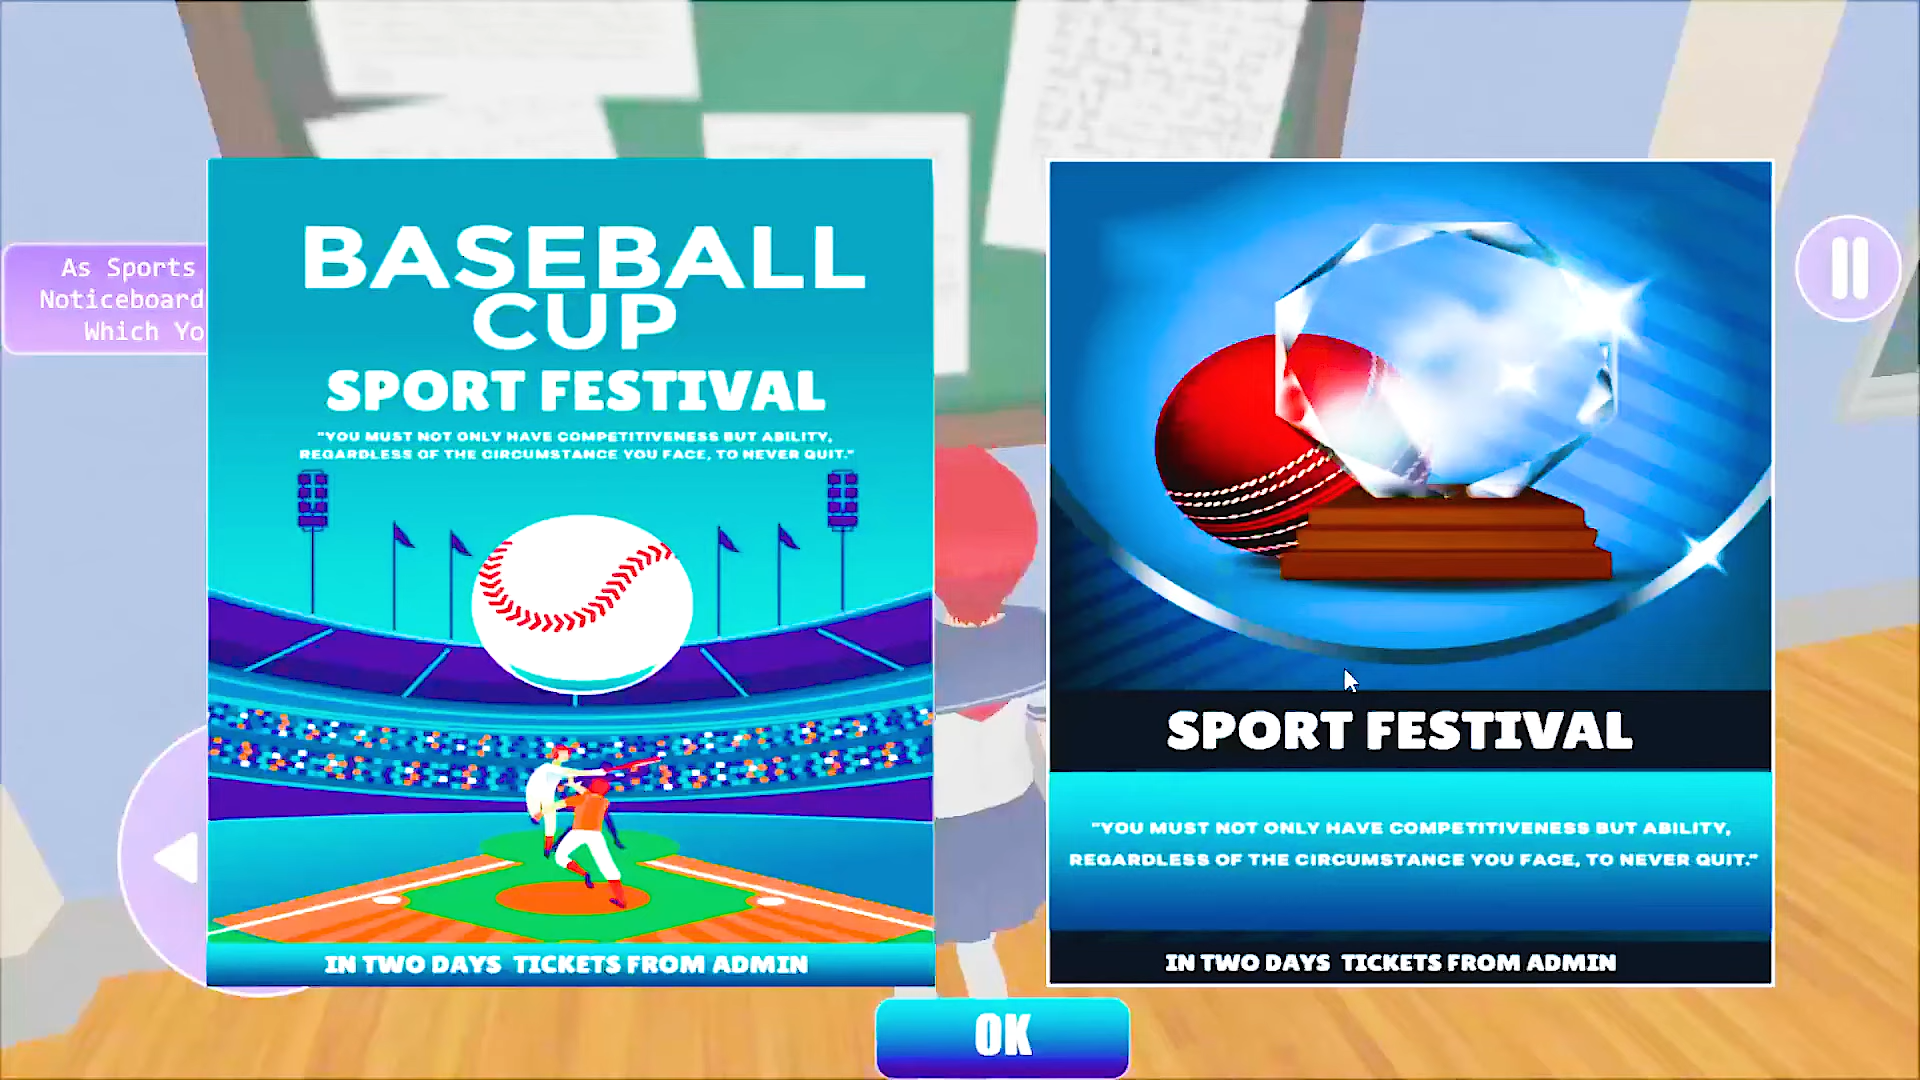 As Sports
Noticeboard
Which Yo
BASEBALL
CUP
SPORT FESTIVAL
"YOU MUST NOT ONLY HAVE COMPETITIVENESS BUT ABILITY,
REGARDLESS OF THE CIRCUMSTANCE YOU FACE, TO NEVER QUIT."
IN TWO DAYS TICKETS FROM ADMIN
SPORT FESTIVAL
"YOU MUST NOT ONLY HAVE COMPETITIVENESS BUT ABILITY,
REGARDLESS OF THE CIRCUMSTANCE YOU FACE, TO NEVER QUIT."
IN TWO DAYS TICKETS FROM ADMIN
OK